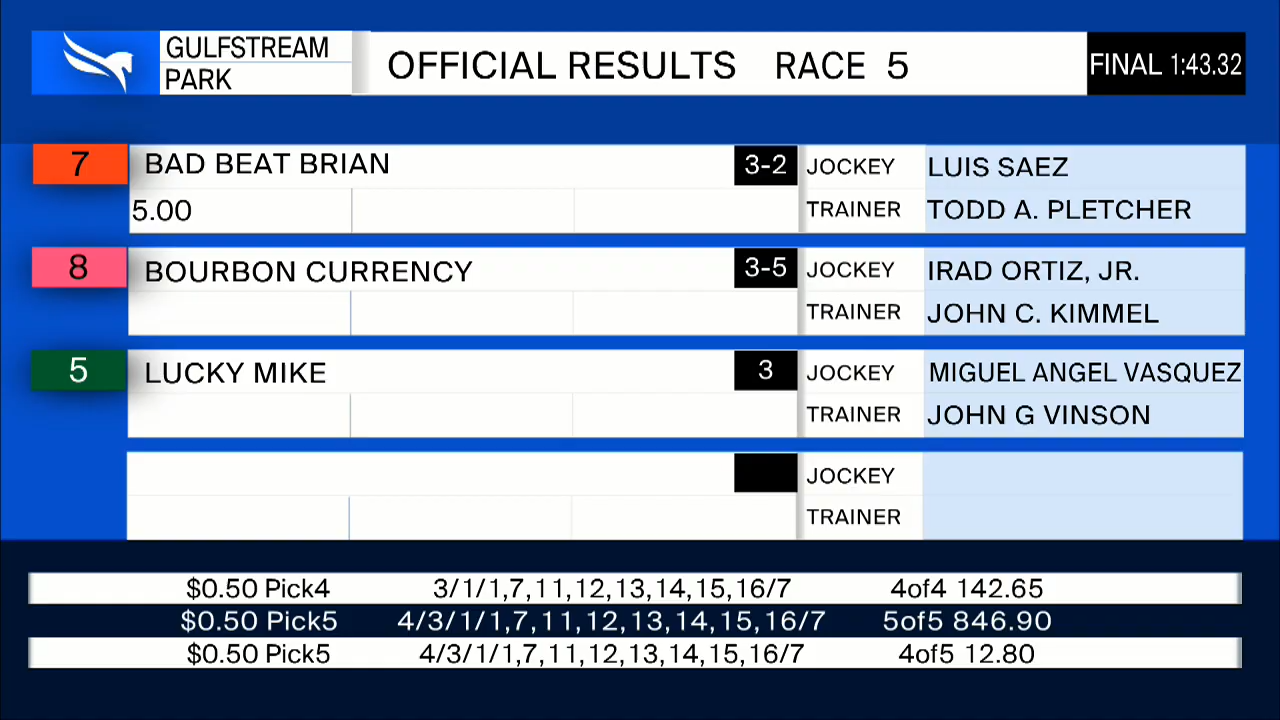 GULFSTREAM
PARK
OFFICIAL RESULTS RACE 5
FINAL 1:43.32
7 BAD BEAT BRIAN 3-2 JOCKEY LUIS SAEZ
5.00 TRAINER TODD A. PLETCHER
8 BOURBON CURRENCY 3-5 JOCKEY IRAD ORTIZ, JR.
TRAINER JOHN C. KIMMEL
5 LUCKY MIKE 3 JOCKEY MIGUEL ANGEL VASQUEZ
TRAINER JOHN G VINSON
JOCKEY
TRAINER
$0.50 Pick4 3/1/1,7,11,12,13,14,15,16/7 4of4 142.65
$0.50 Pick5 4/3/1/1,7,11,12,13,14,15,16/7 5of5 846.90
$0.50 Pick5 4/3/1/1,7,11,12,13,14,15,16/7 4of5 12.80